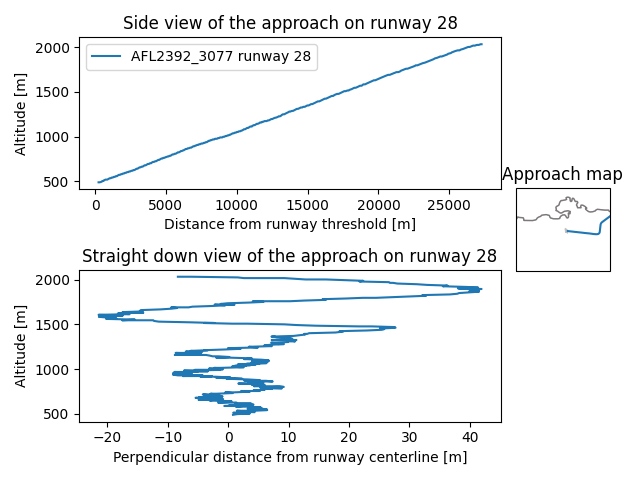 Side view of the approach on runway 28
2000
1500
1000
500
Altitude [m]
AFL2392_3077 runway 28
0 5000 10000 15000 20000 25000
Distance from runway threshold [m]
Approach map
Straight down view of the approach on runway 28
2000
1500
1000
500
Altitude [m]
−20 −10 0 10 20 30 40
Perpendicular distance from runway centerline [m]